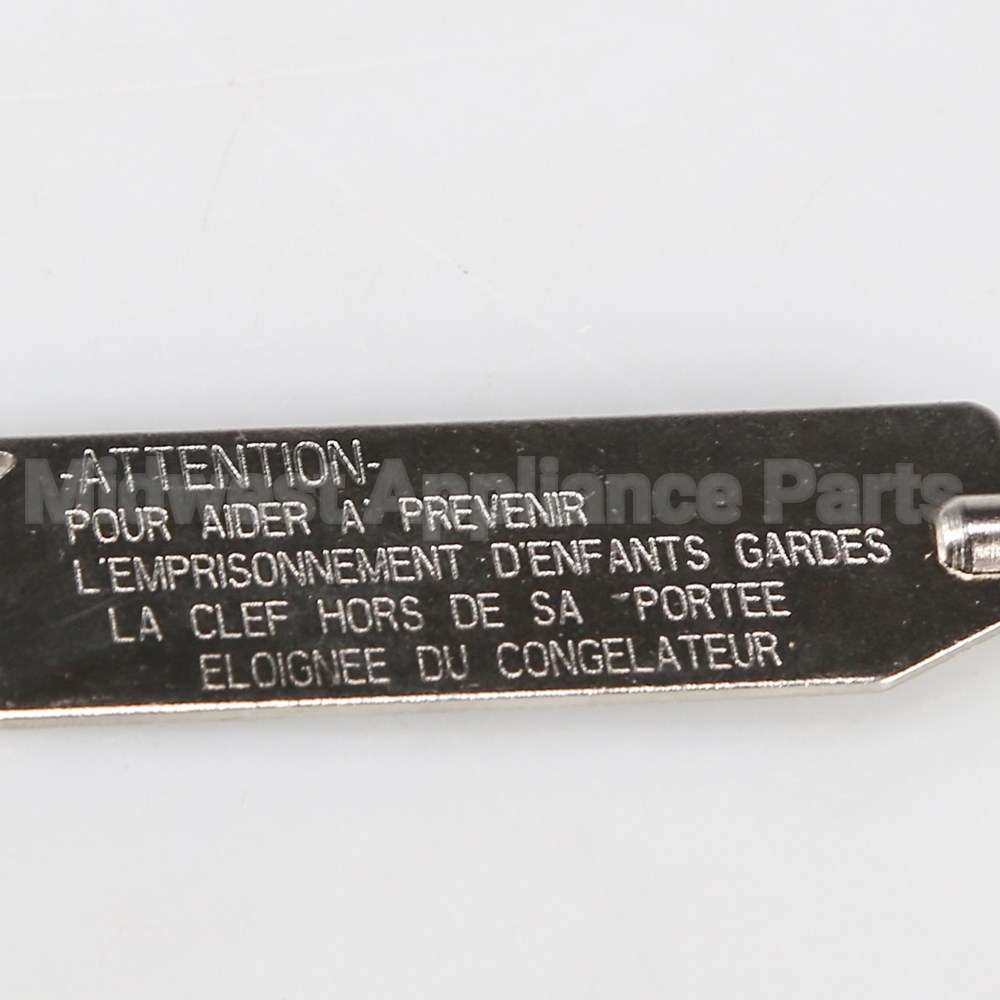 -ATTENTION-
POUR AIDER A PREVENIR
L'EMPRISONNEMENT D'ENFANTS GARDES
LA CLEF HORS DE SA PORTEE
ELOIGNEE DU CONGELATEUR.
Midwest Appliance Parts